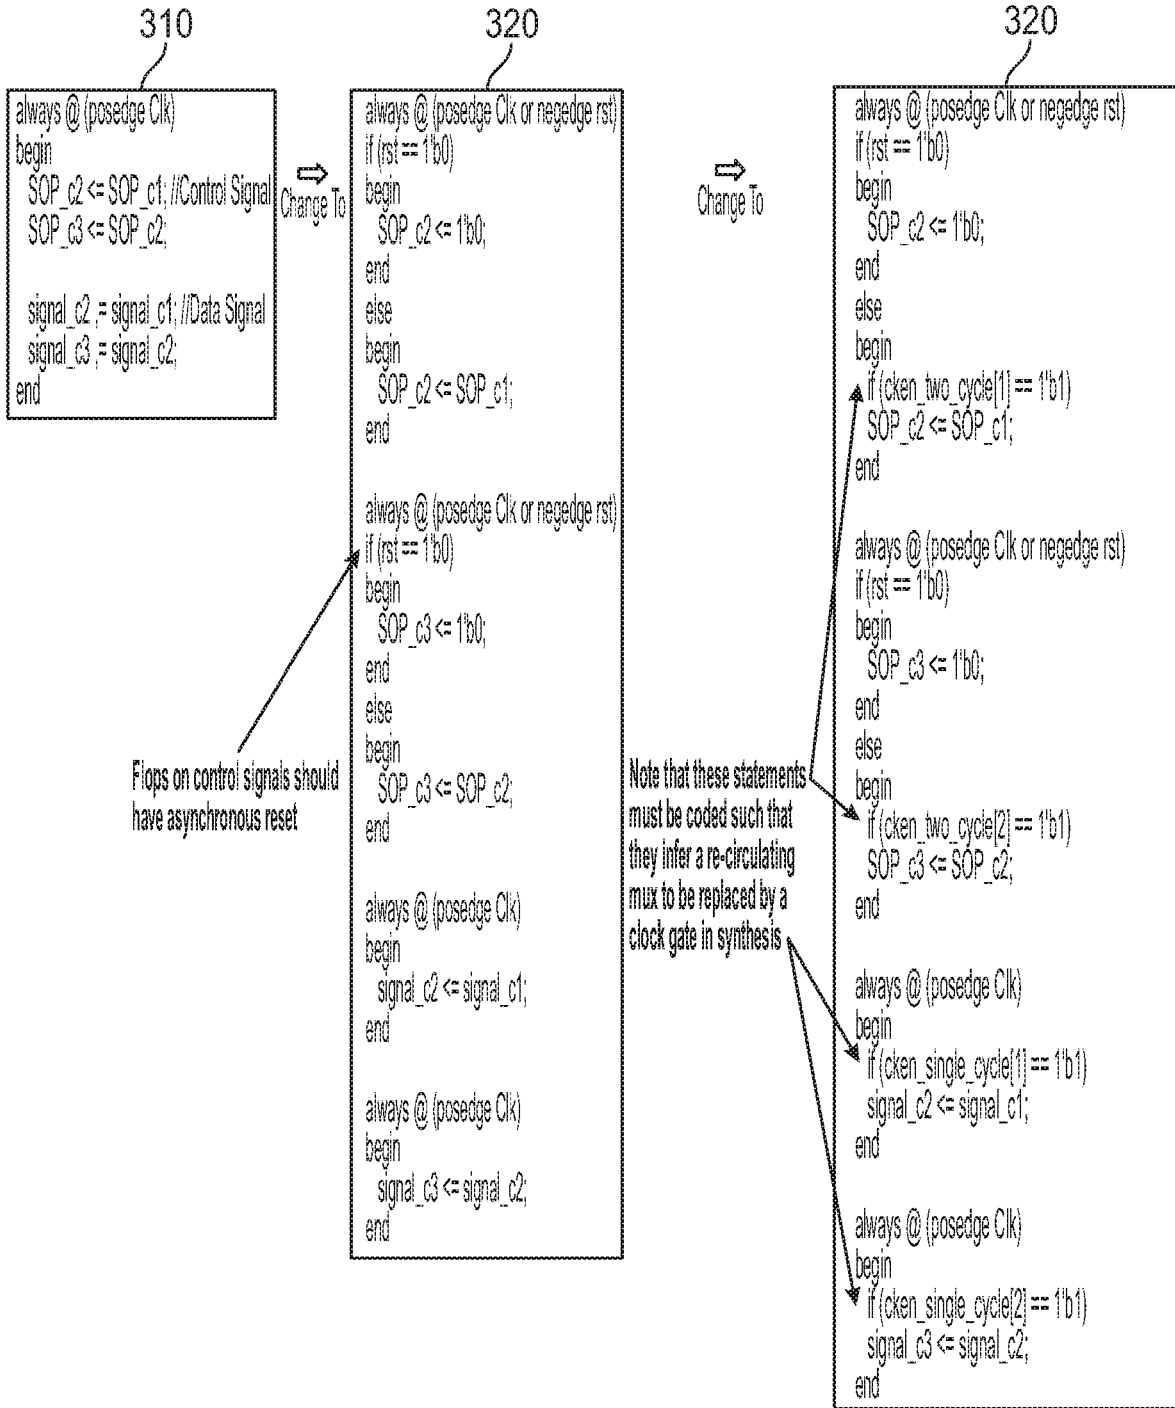 310
always @ (posedge Clk)
begin
SOP_c2 <= SOP_c1; //Control Signal
SOP_c3 <= SOP_c2;
signal_c2 ,= signal_c1; //Data Signal
signal_c3 ,= signal_c2;
end
⇨
Change To
320
always @ (posedge Clk or negedge rst)
if (rst == 1'b0)
begin
SOP_c2 <= 1'b0;
end
else
begin
SOP_c2 <= SOP_c1;
end
always @ (posedge Clk or negedge rst)
if (rst == 1'b0)
begin
SOP_c3 <= 1'b0;
end
else
begin
SOP_c3 <= SOP_c2;
end
always @ (posedge Clk)
begin
signal_c2 <= signal_c1;
end
always @ (posedge Clk)
begin
signal_c3 <= signal_c2;
end
Flops on control signals should
have asynchronous reset
⇨
Change To
320
always @ (posedge Clk or negedge rst)
if (rst == 1'b0)
begin
SOP_c2 <= 1'b0;
end
else
begin
if (cken_two_cycle[1] == 1'b1)
SOP_c2 <= SOP_c1;
end
always @ (posedge Clk or negedge rst)
if (rst == 1'b0)
begin
SOP_c3 <= 1'b0;
end
else
begin
if (cken_two_cycle[2] == 1'b1)
SOP_c3 <= SOP_c2;
end
always @ (posedge Clk)
begin
if (cken_single_cycle[1] == 1'b1)
signal_c2 <= signal_c1;
end
always @ (posedge Clk)
begin
if (cken_single_cycle[2] == 1'b1)
signal_c3 <= signal_c2;
end
Note that these statements
must be coded such that
they infer a re-circulating
mux to be replaced by a
clock gate in synthesis